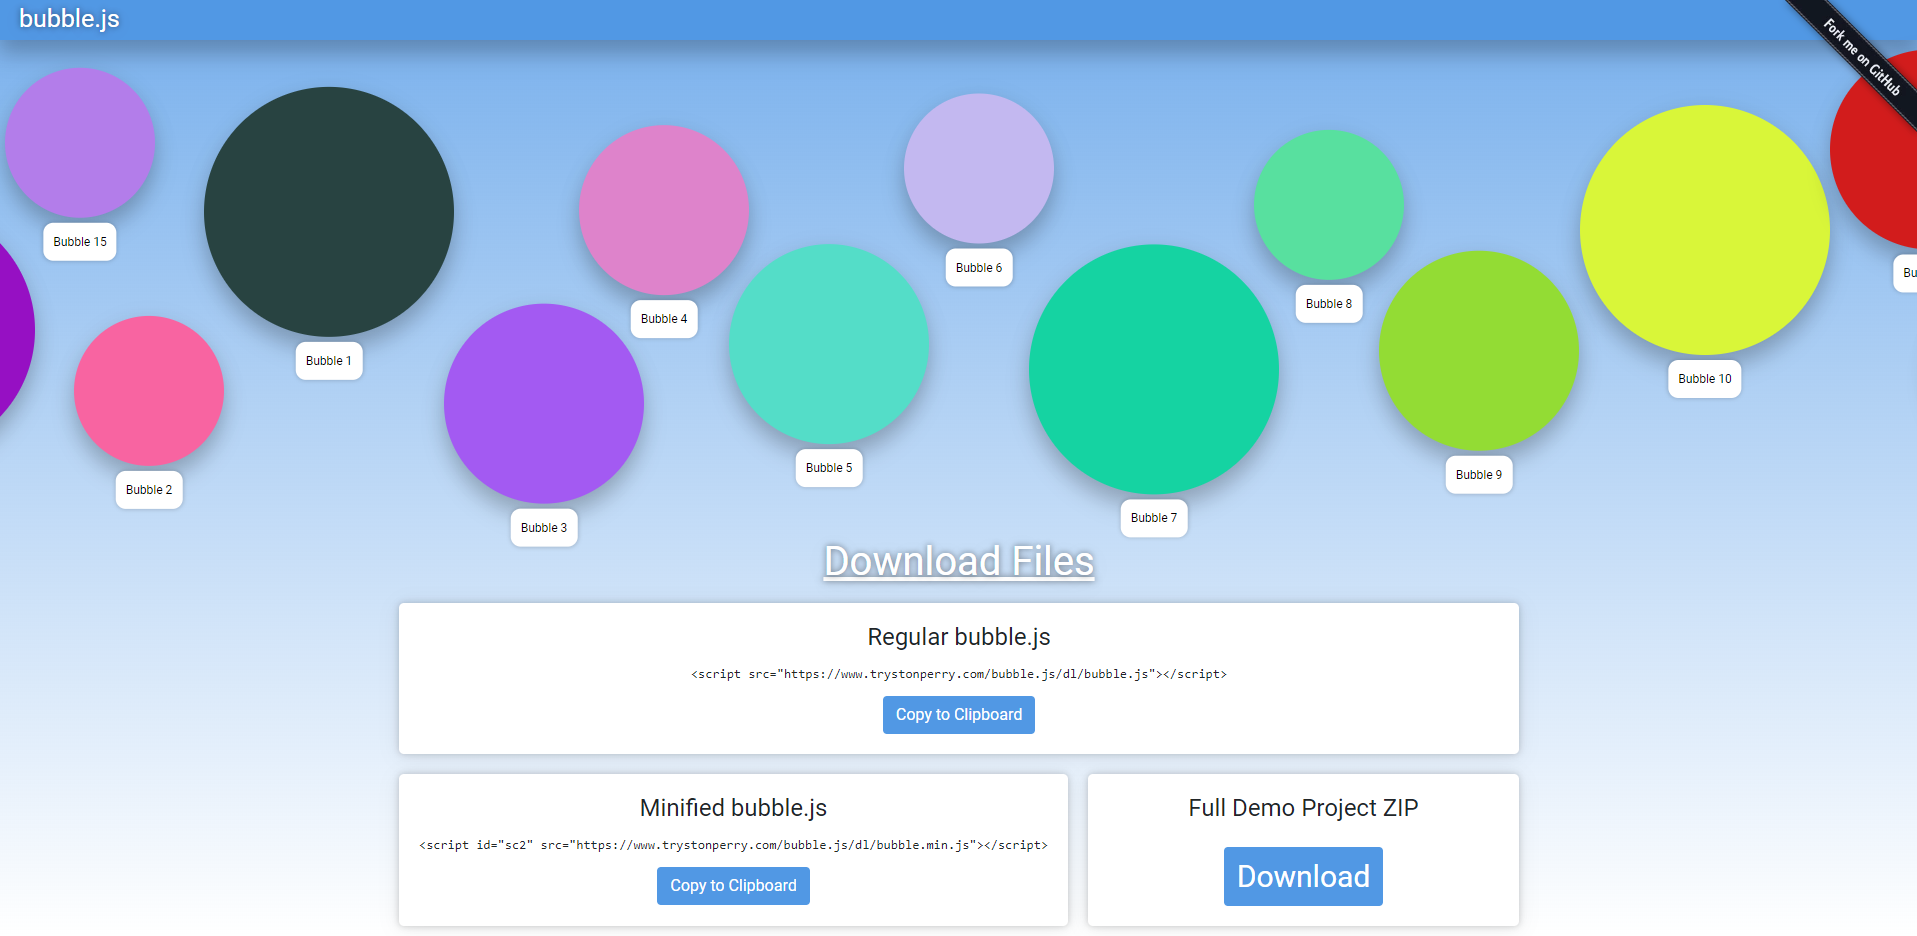 bubble.js
Fork me on GitHub
Bubble 15
Bubble 1
Bubble 2
Bubble 3
Bubble 4
Bubble 5
Bubble 6
Bubble 7
Bubble 8
Bubble 9
Bubble 10
Bu
Download Files
Regular bubble.js
<script src="https://www.trystonperry.com/bubble.js/dl/bubble.js"></script>
Copy to Clipboard
Minified bubble.js
<script id="sc2" src="https://www.trystonperry.com/bubble.js/dl/bubble.min.js"></script>
Copy to Clipboard
Full Demo Project ZIP
Download